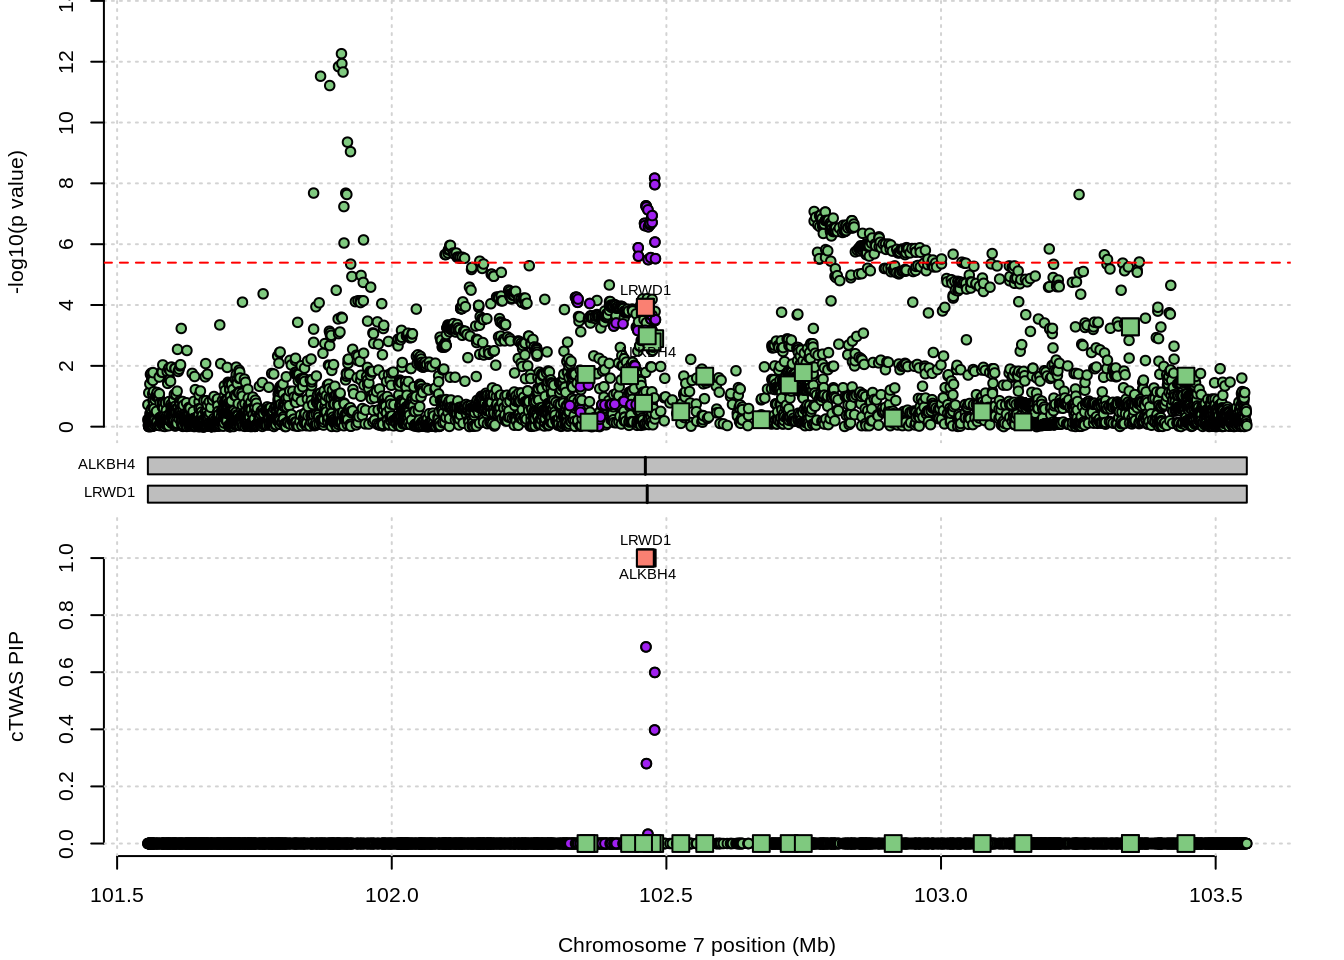 12
10
8
6
4
2
0
-log10(p value)
LRWD1
ALKBH4
ALKBH4
LRWD1
LRWD1
ALKBH4
1.0
0.8
0.6
0.4
0.2
0.0
cTWAS PIP
101.5 102.0 102.5 103.0 103.5
Chromosome 7 position (Mb)